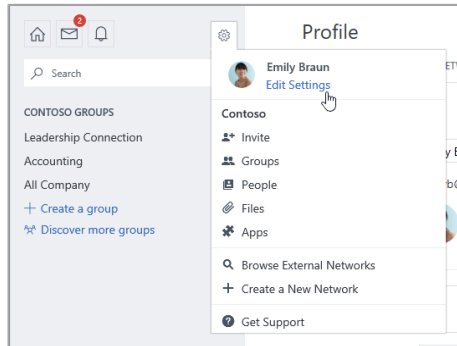 2
Profile
Search
CONTOSO GROUPS
Leadership Connection
Accounting
All Company
+ Create a group
Discover more groups
Emily Braun
Edit Settings
Contoso
Invite
Groups
People
Files
Apps
Browse External Networks
+ Create a New Network
? Get Support